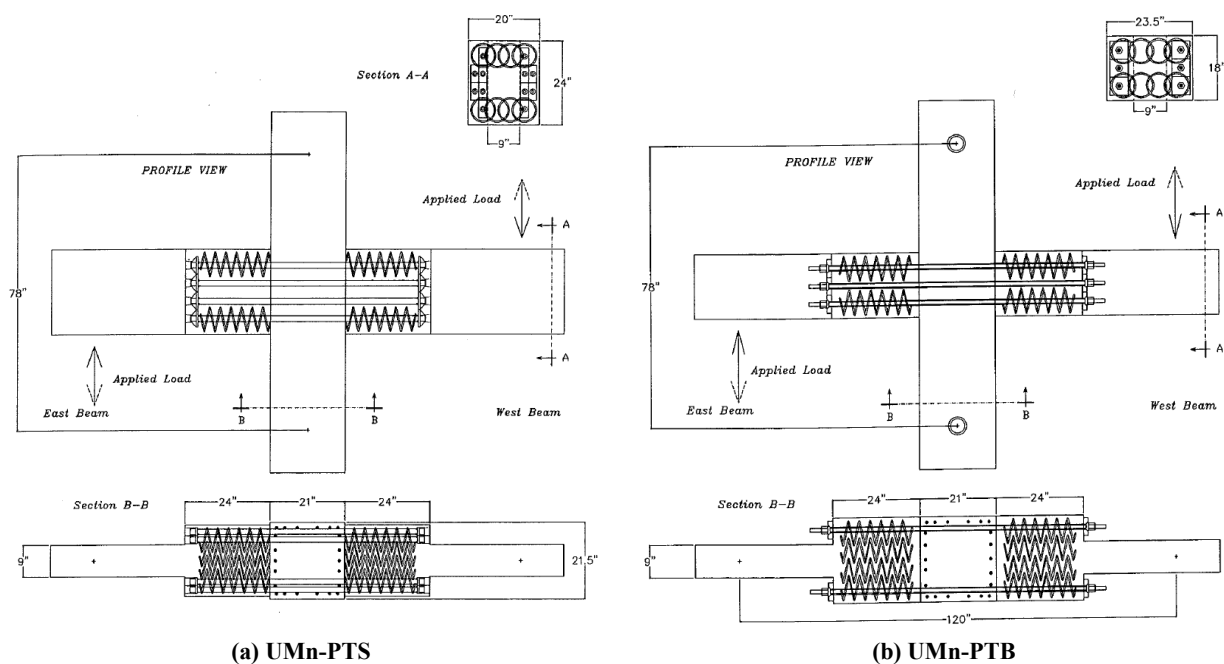 20"
Section A-A
24"
9"
PROFILE VIEW
Applied Load
A
78"
A
Applied Load
East Beam
B
B
West Beam
Section B-B
24"
21"
24"
9"
21.5"
(a) UMn-PTS
23.5"
18'
9"
PROFILE VIEW
Applied Load
A
78"
A
Applied Load
East Beam
B
B
West Beam
Section B-B
24"
21"
24"
9"
120"
(b) UMn-PTB